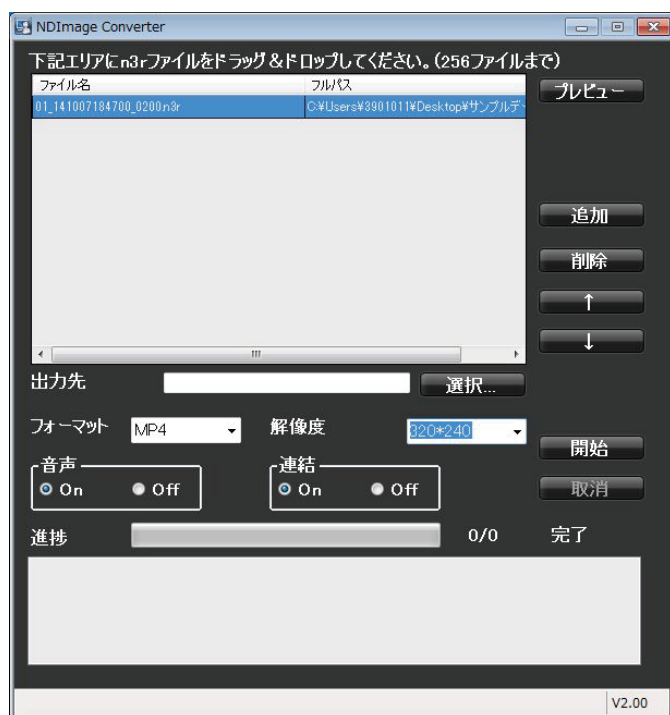 NDImage Converter
下記エリアにn3rファイルをドラッグ&ドロップしてください。(256ファイルまで)
ファイル名 フルパス
プレビュー
01_141007184700_0200.n3r C:¥Users¥3901011¥Desktop¥サンプルデー
追加
削除
↑
↓
出力先 選択...
フォーマット MP4 解像度 320*240
開始
音声 連結
On Off On Off
取消
進捗 0/0 完了
V2.00